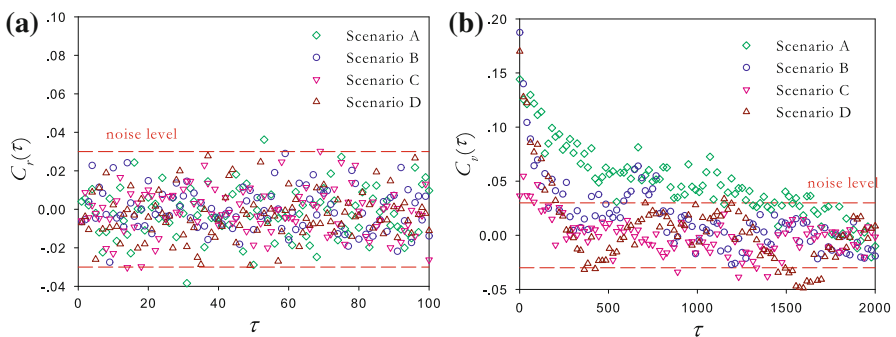 (a)
.10
.08
.06
.04
.02
0.00
-.02
-.04
C_r(τ)
noise level
Scenario A
Scenario B
Scenario C
Scenario D
0
20
40
60
80
100
τ
(b)
.20
.15
.10
.05
0.00
-.05
C_v(τ)
Scenario A
Scenario B
Scenario C
Scenario D
noise level
0
500
1000
1500
2000
τ